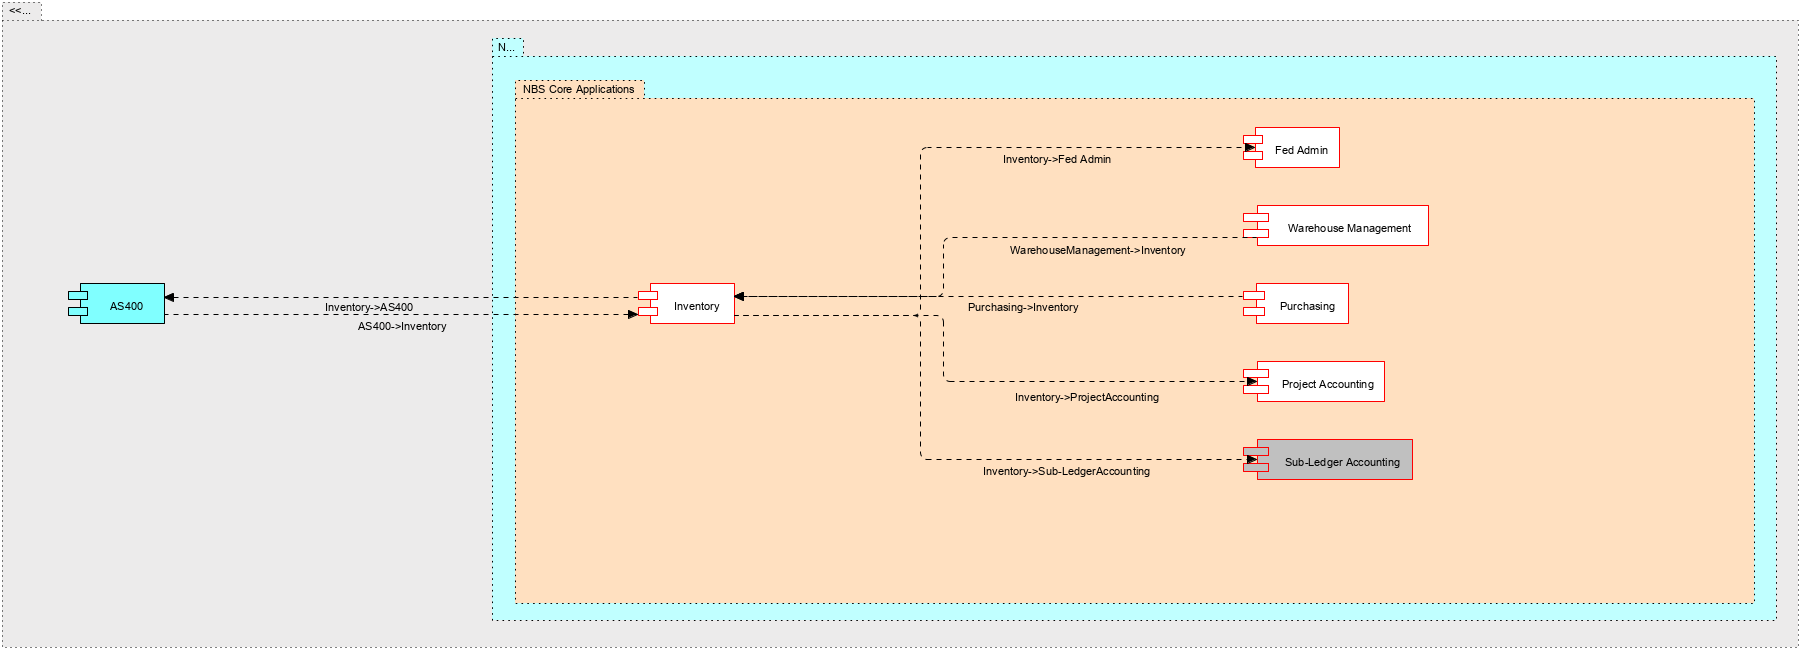 <<...
N...
NBS Core Applications
Fed Admin
Inventory->Fed Admin
Warehouse Management
WarehouseManagement->Inventory
AS400
Inventory->AS400
AS400->Inventory
Inventory
Purchasing->Inventory
Purchasing
Project Accounting
Inventory->ProjectAccounting
Sub-Ledger Accounting
Inventory->Sub-LedgerAccounting